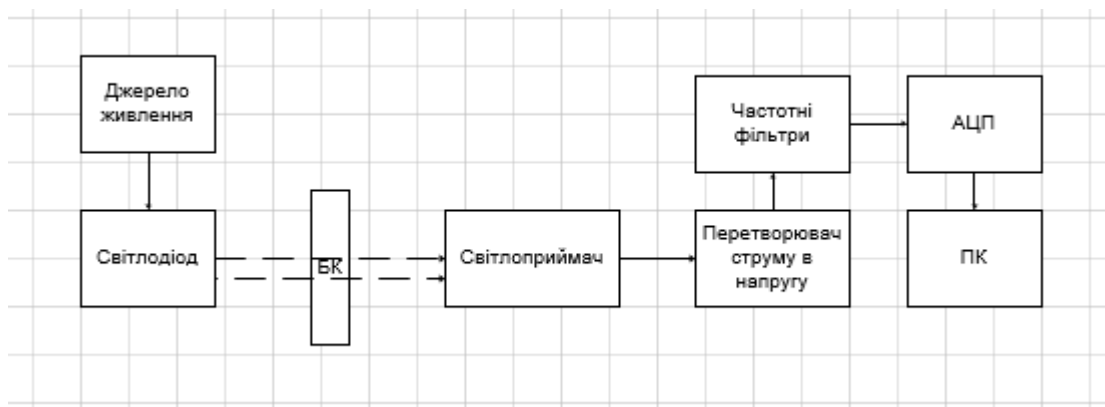 Джерело
живлення
Світлодіод
БК
Світлоприймач
Перетворювач
струму в
напругу
Частотні
фільтри
АЦП
ПК